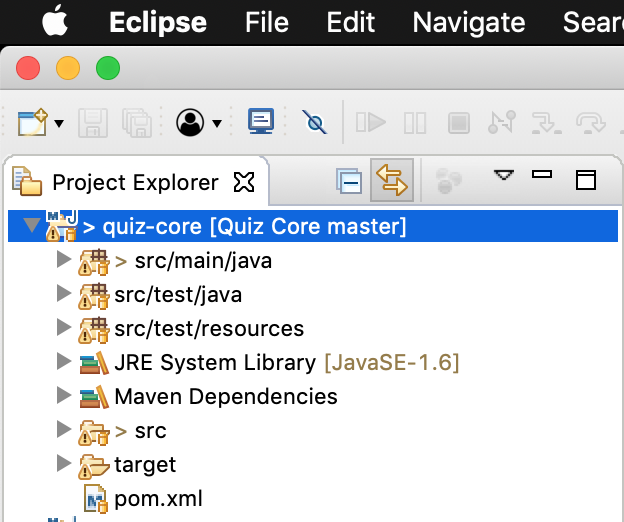 Eclipse File Edit Navigate Sear
Project Explorer
> quiz-core [Quiz Core master]
> src/main/java
src/test/java
src/test/resources
JRE System Library [JavaSE-1.6]
Maven Dependencies
> src
target
pom.xml